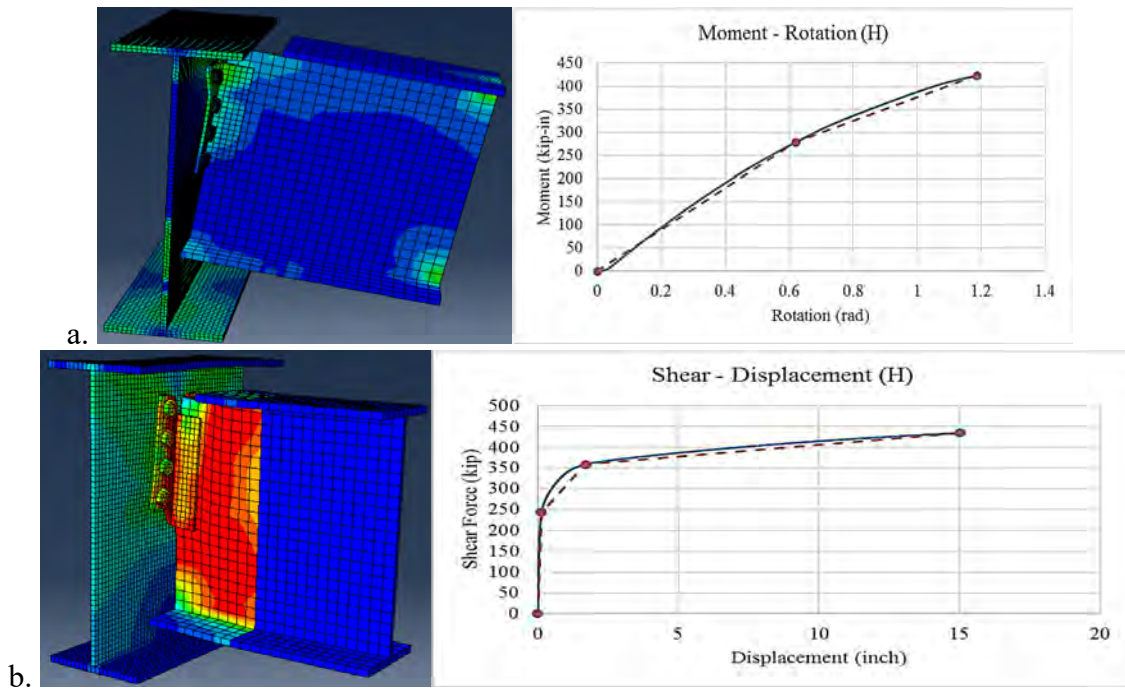 Moment - Rotation (H)
450
400
350
300
250
200
150
100
50
0
Moment (kip-in)
0 0.2 0.4 0.6 0.8 1 1.2 1.4
Rotation (rad)
a.
Shear - Displacement (H)
500
450
400
350
300
250
200
150
100
50
0
Shear Force (kip)
0 5 10 15 20
Displacement (inch)
b.